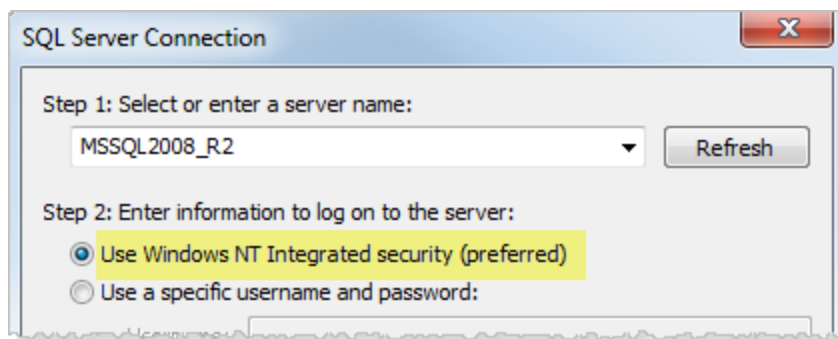 SQL Server Connection
Step 1: Select or enter a server name:
MSSQL2008_R2
Refresh
Step 2: Enter information to log on to the server:
Use Windows NT Integrated security (preferred)
Use a specific username and password: